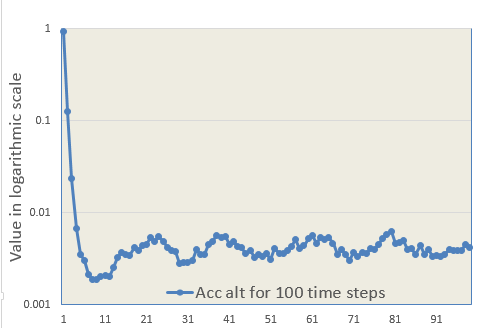 Value in logarithmic scale
1
0.1
0.01
0.001
Acc alt for 100 time steps
1 11 21 31 41 51 61 71 81 91